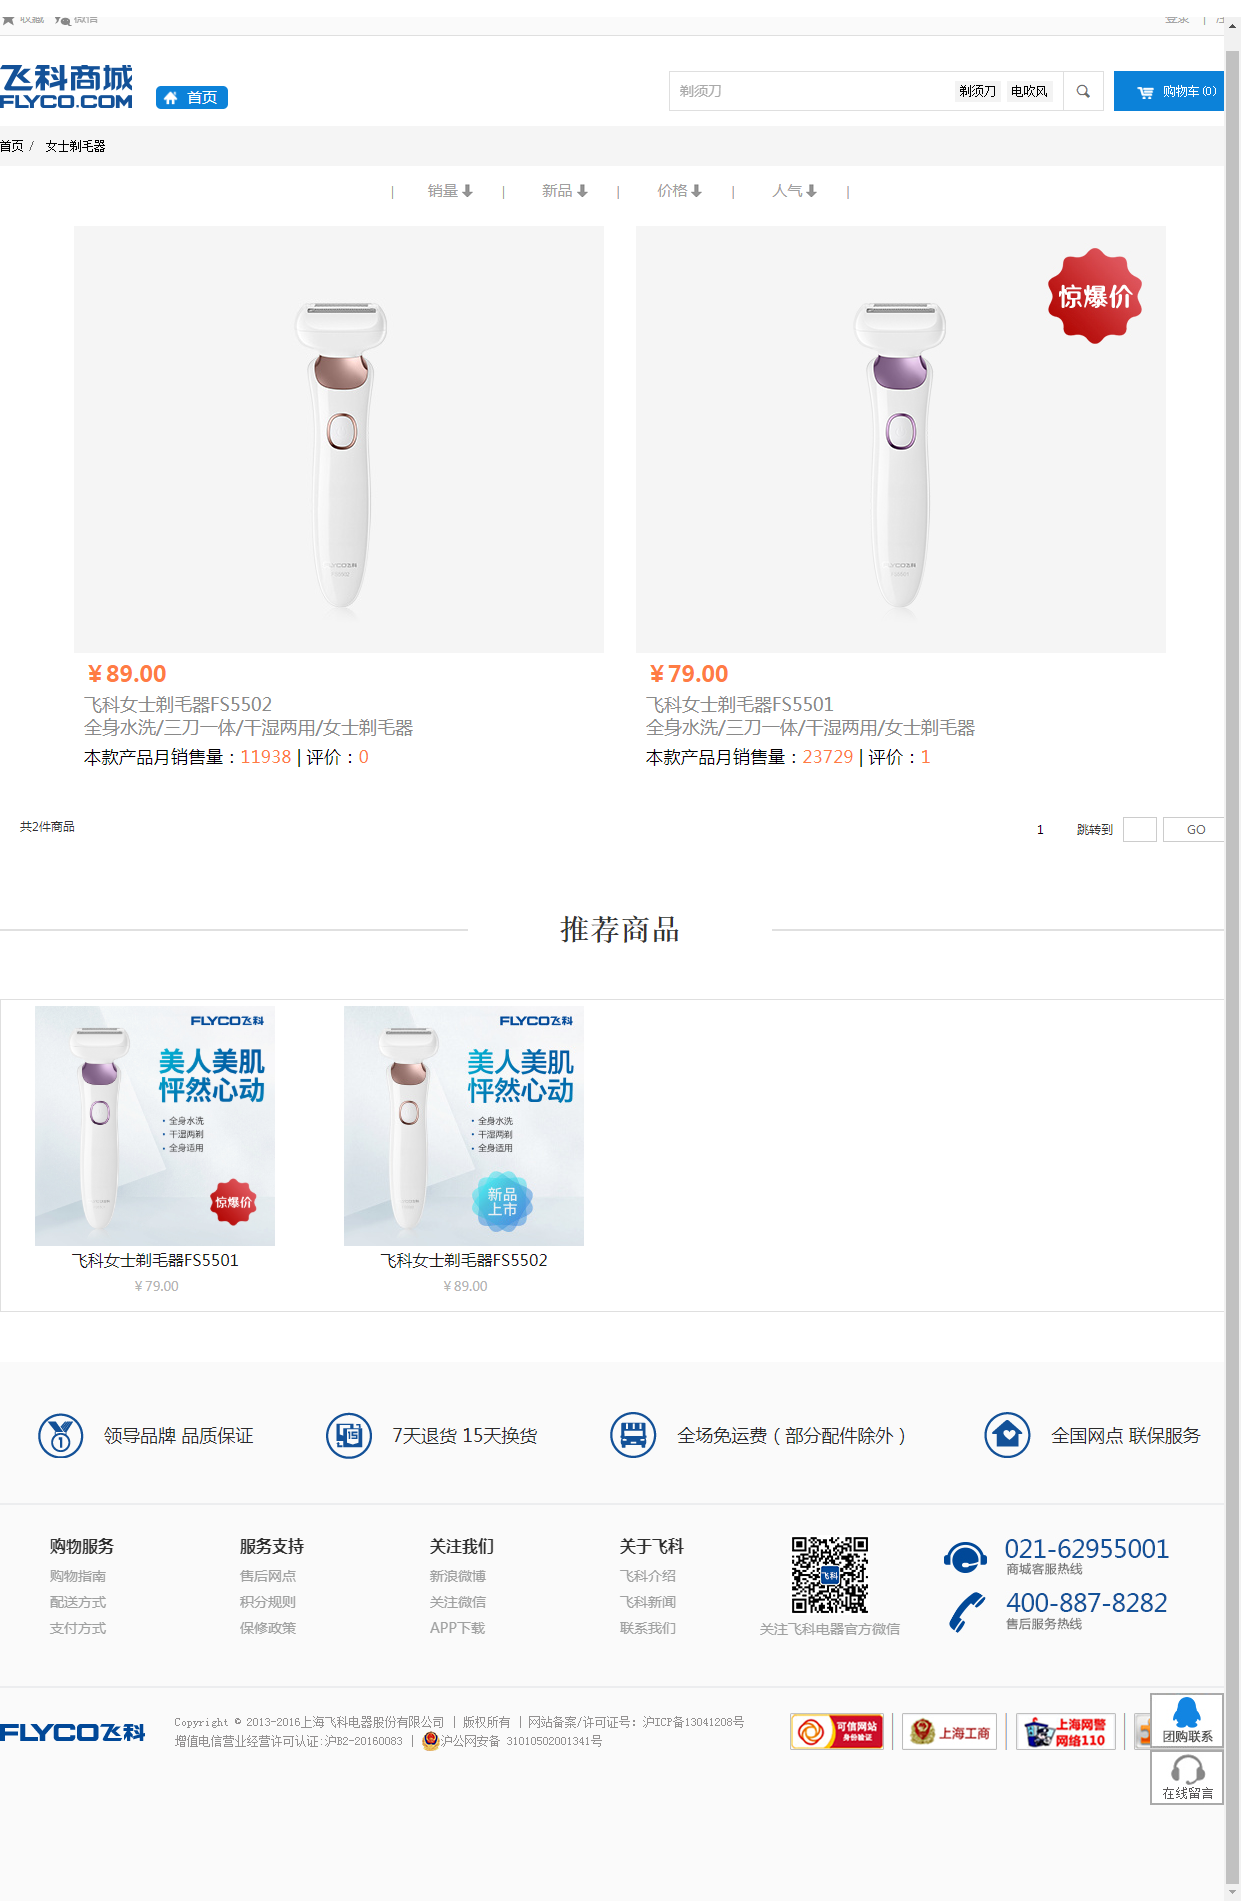 收藏 微信 登录 |
飞科商城
FLYCO.COM
首页
剃须刀 剃须刀 电吹风
购物车(0)
首页 / 女士剃毛器
| 销量 | 新品 | 价格 | 人气 |
惊爆价
FLYCO飞科
FLYCO飞科
¥89.00
飞科女士剃毛器FS5502
全身水洗/三刀一体/干湿两用/女士剃毛器
本款产品月销售量：11938 | 评价：0
¥79.00
飞科女士剃毛器FS5501
全身水洗/三刀一体/干湿两用/女士剃毛器
本款产品月销售量：23729 | 评价：1
共2件商品
1 跳转到 GO
推荐商品
FLYCO飞科
美人美肌
怦然心动
• 全身水洗
• 干湿两剃
• 全身适用
惊爆价
飞科女士剃毛器FS5501
¥79.00
FLYCO飞科
美人美肌
怦然心动
• 全身水洗
• 干湿两剃
• 全身适用
新品
上市
飞科女士剃毛器FS5502
¥89.00
1 领导品牌 品质保证
15 7天退货 15天换货
全场免运费（部分配件除外）
全国网点 联保服务
购物服务
购物指南
配送方式
支付方式
服务支持
售后网点
积分规则
保修政策
关注我们
新浪微博
关注微信
APP下载
关于飞科
飞科介绍
飞科新闻
联系我们
飞科
关注飞科电器官方微信
021-62955001
商城客服热线
400-887-8282
售后服务热线
FLYCO飞科
Copyright © 2013-2016上海飞科电器股份有限公司 | 版权所有 | 网站备案/许可证号：沪ICP备13041208号
增值电信营业经营许可认证:沪B2-20160083 | 沪公网安备 31010502001341号
可信网站
身份验证
上海工商
上海网警
网络110
团购联系
在线留言